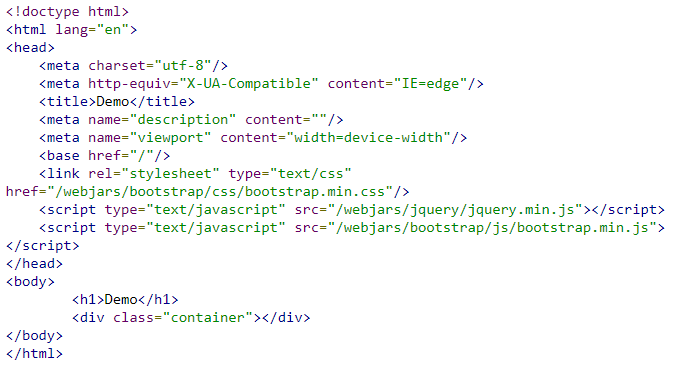 <!doctype html>
<html lang="en">
<head>
    <meta charset="utf-8"/>
    <meta http-equiv="X-UA-Compatible" content="IE=edge"/>
    <title>Demo</title>
    <meta name="description" content=""/>
    <meta name="viewport" content="width=device-width"/>
    <base href="/"/>
    <link rel="stylesheet" type="text/css"
href="/webjars/bootstrap/css/bootstrap.min.css"/>
    <script type="text/javascript" src="/webjars/jquery/jquery.min.js"></script>
    <script type="text/javascript" src="/webjars/bootstrap/js/bootstrap.min.js">
</script>
</head>
<body>
        <h1>Demo</h1>
        <div class="container"></div>
</body>
</html>